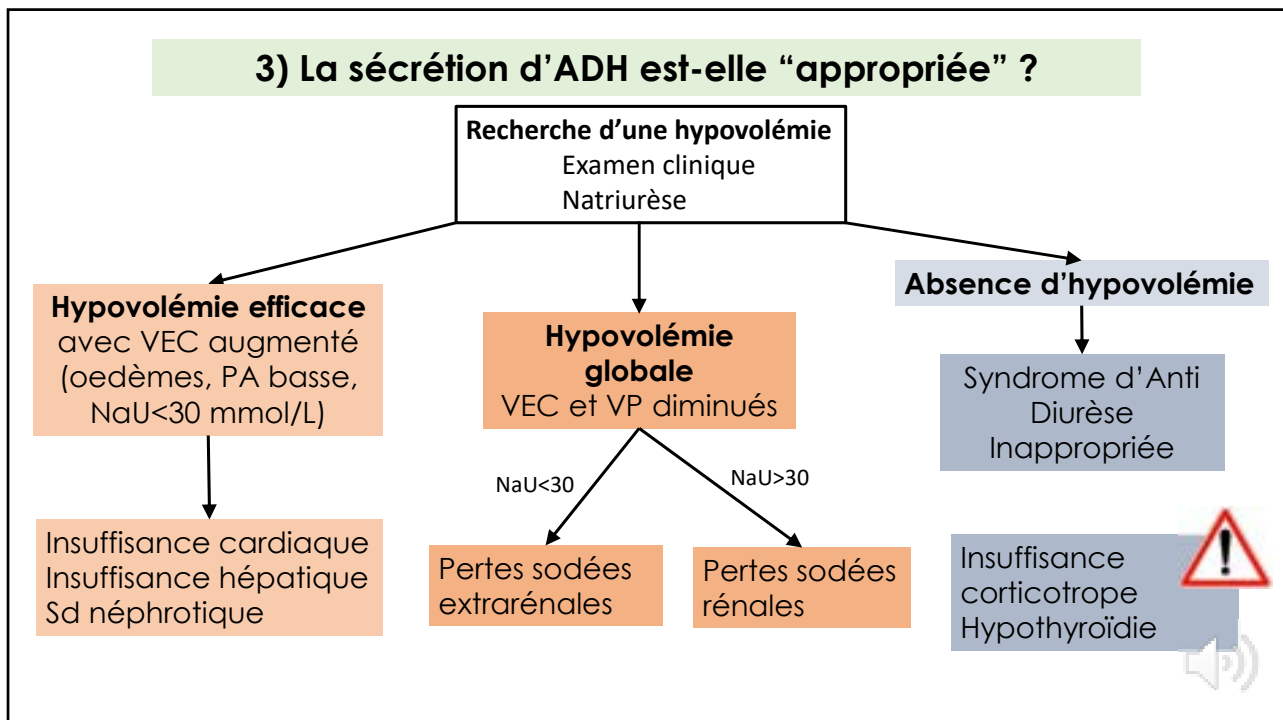 3) La sécrétion d’ADH est-elle “appropriée” ?
Recherche d’une hypovolémie
Examen clinique
Natriurèse
Hypovolémie efficace
avec VEC augmenté
(oedèmes, PA basse,
NaU<30 mmol/L)
Hypovolémie
globale
VEC et VP diminués
Absence d’hypovolémie
Syndrome d’Anti
Diurèse
Inappropriée
NaU<30
NaU>30
Insuffisance cardiaque
Insuffisance hépatique
Sd néphrotique
Pertes sodées
extrarénales
Pertes sodées
rénales
Insuffisance
corticotrope
Hypothyroïdie